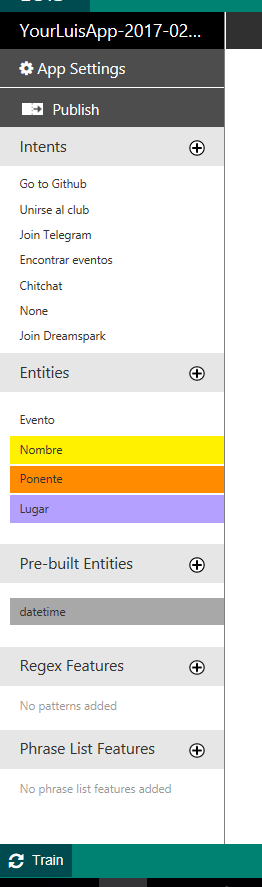 YourLuisApp-2017-02...
App Settings
Publish
Intents
Go to Github
Unirse al club
Join Telegram
Encontrar eventos
Chitchat
None
Join Dreamspark
Entities
Evento
Nombre
Ponente
Lugar
Pre-built Entities
datetime
Regex Features
No patterns added
Phrase List Features
No phrase list features added
Train